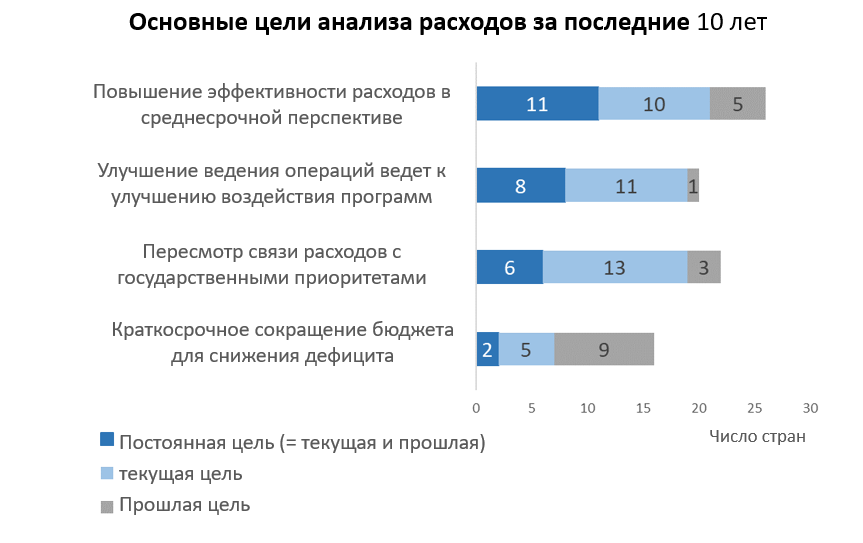 Основные цели анализа расходов за последние 10 лет
Повышение эффективности расходов в
среднесрочной перспективе
11 10 5
Улучшение ведения операций ведет к
улучшению воздействия программ
8 11 1
Пересмотр связи расходов с
государственными приоритетами
6 13 3
Краткосрочное сокращение бюджета
для снижения дефицита
2 5 9
0 5 10 15 20 25 30
Число стран
Постоянная цель (= текущая и прошлая)
текущая цель
Прошлая цель